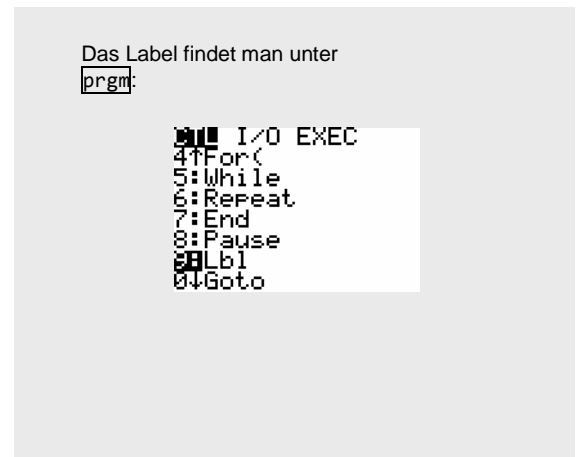 Das Label findet man unter
prgm:
CTL I/O EXEC
4↑For(
5:While
6:Repeat
7:End
8:Pause
9:Lbl
0↓Goto